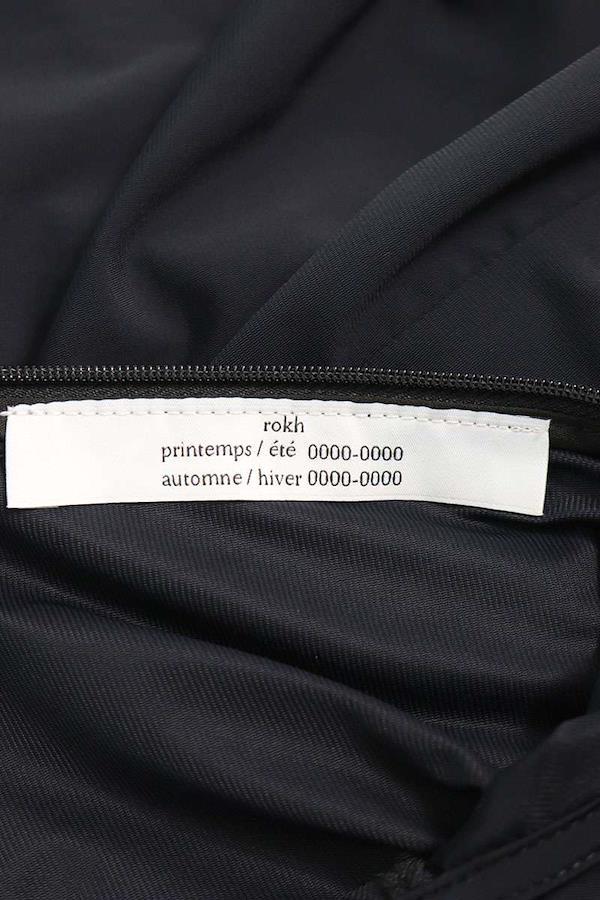 rokh
printemps / été 0000-0000
automne / hiver 0000-0000